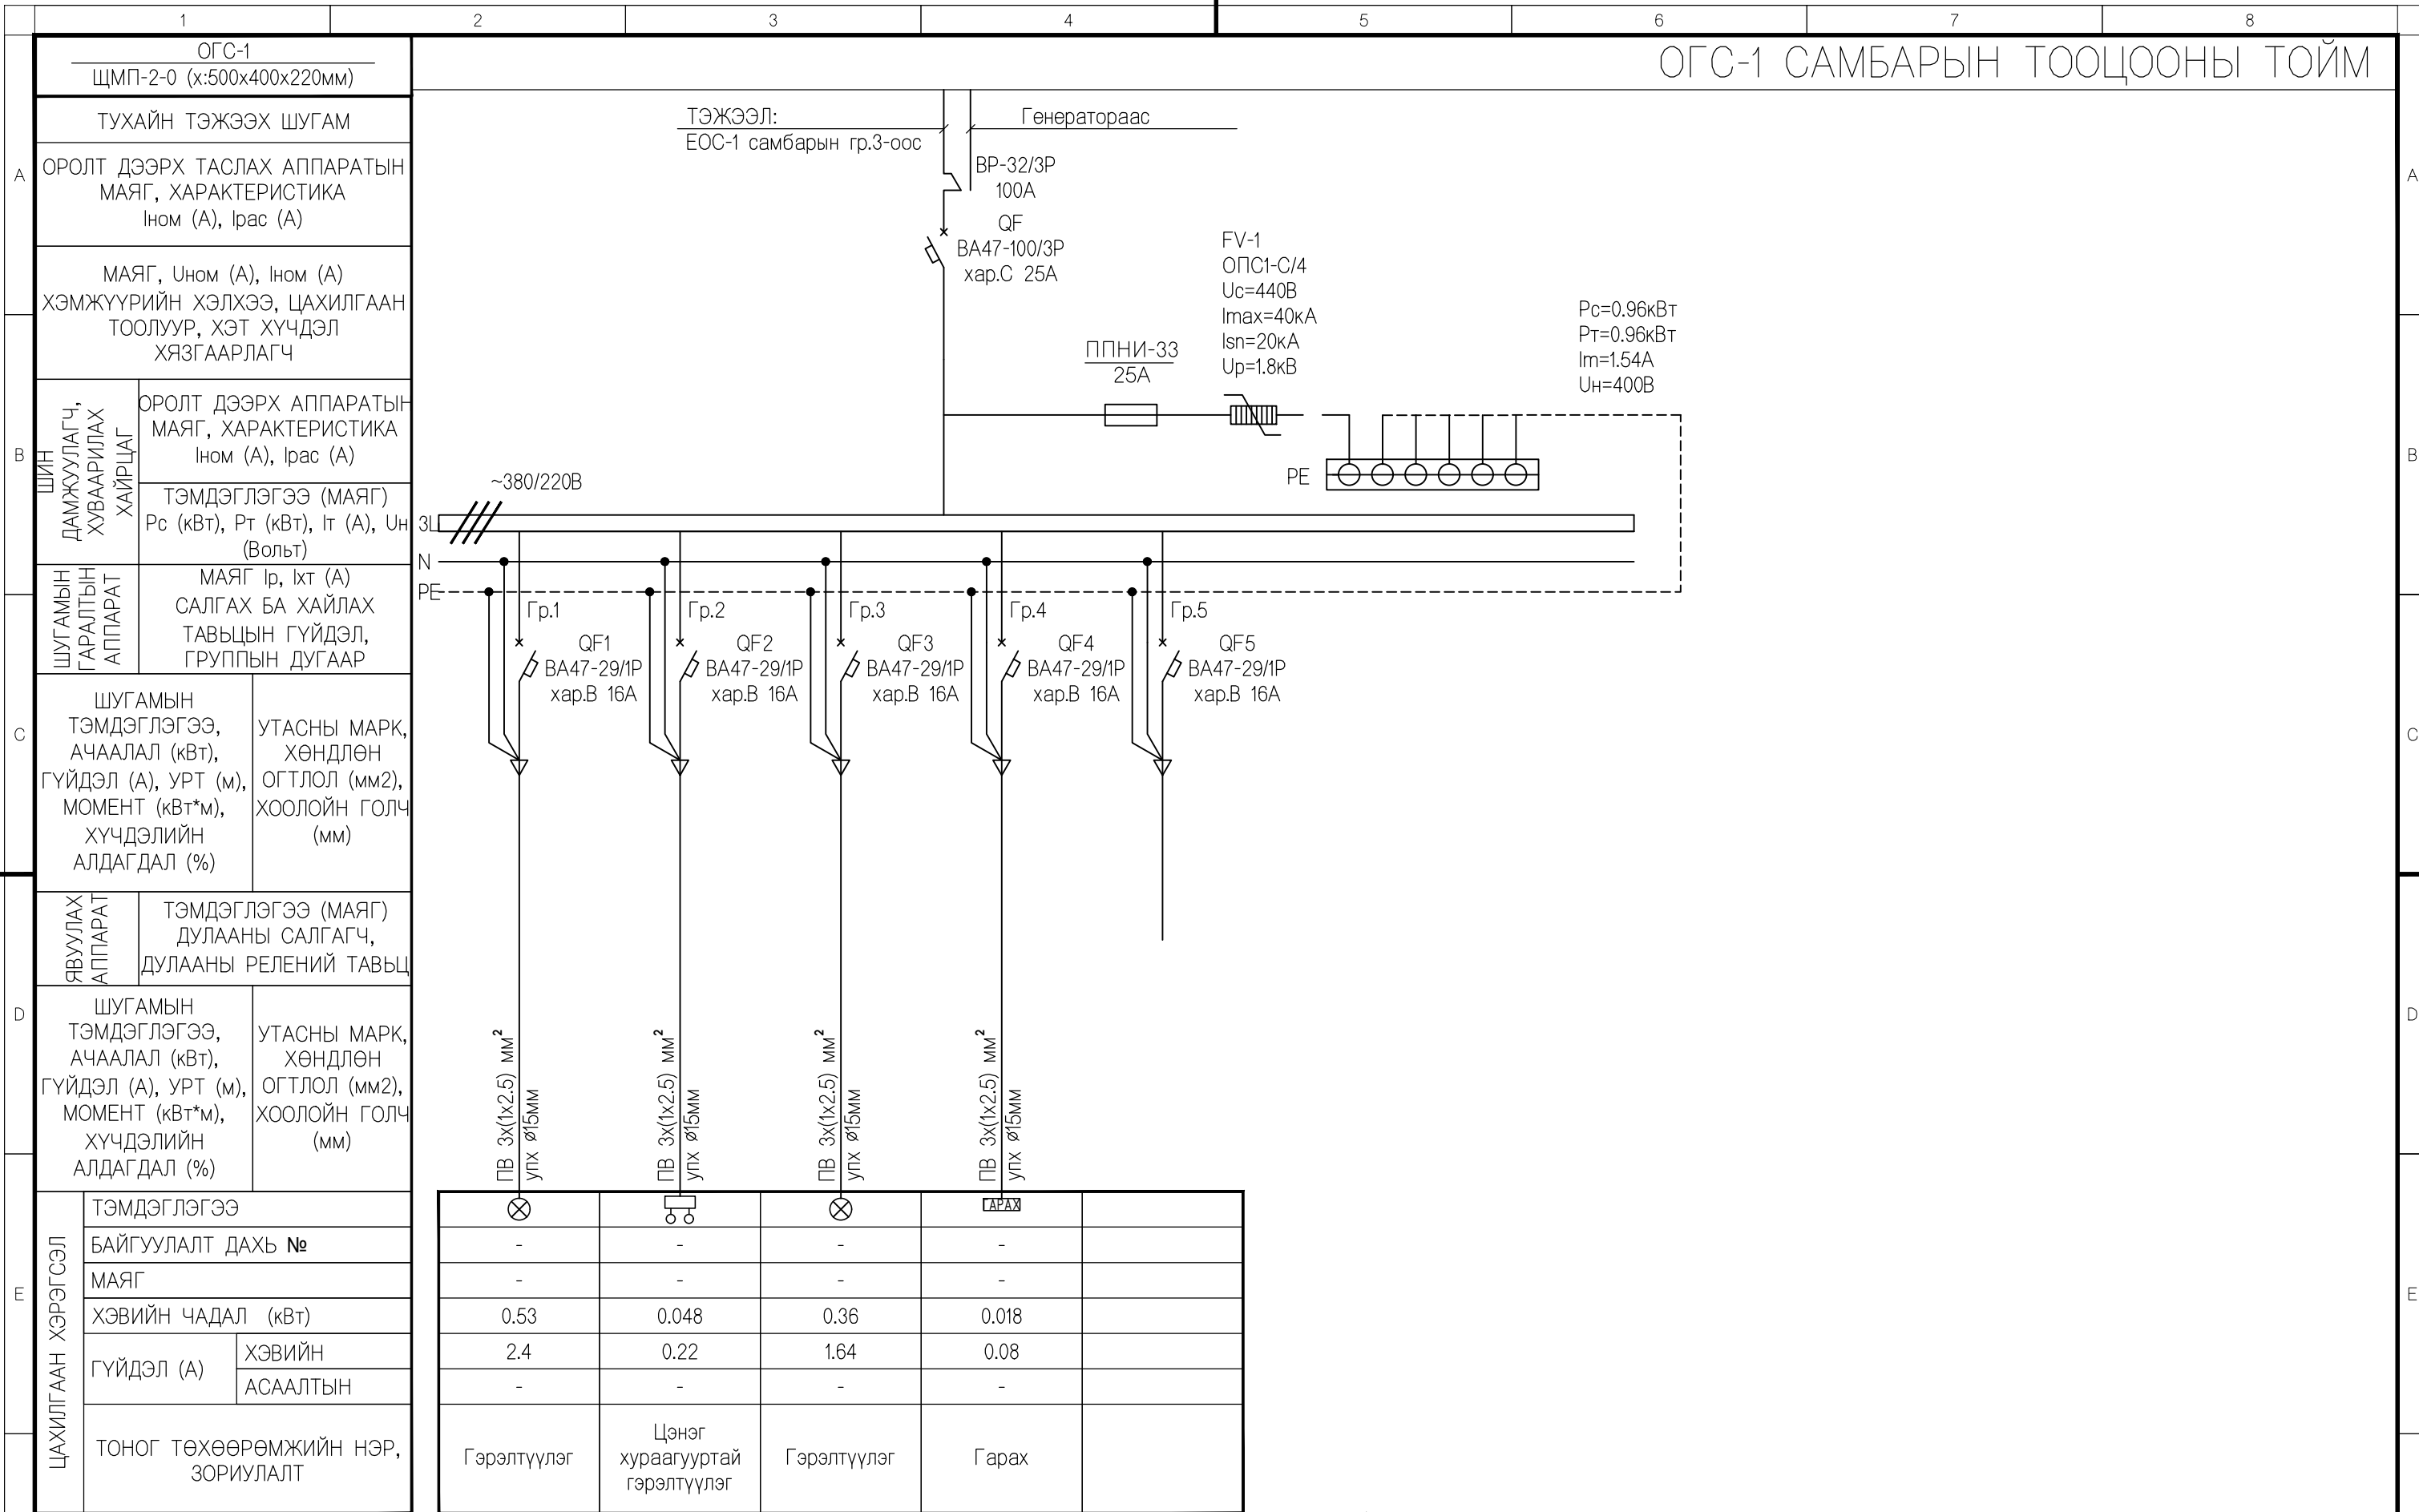 1 2 3 4 5 6 7 8
ОГС-1
ЩМП-2-0 (х:500х400х220мм)
ОГС-1 САМБАРЫН ТООЦООНЫ ТОЙМ
ТУХАЙН ТЭЖЭЭХ ШУГАМ
ТЭЖЭЭЛ:
ЕОС-1 самбарын гр.3-оос
Генератораас
A
A
ОРОЛТ ДЭЭРХ ТАСЛАХ АППАРАТЫН
МАЯГ, ХАРАКТЕРИСТИКА
Iном (А), Iрас (А)
ВР-32/3Р
100А
QF
ВА47-100/3Р
хар.С 25А
МАЯГ, Uном (А), Iном (А)
ХЭМЖҮҮРИЙН ХЭЛХЭЭ, ЦАХИЛГААН
ТООЛУУР, ХЭТ ХҮЧДЭЛ
ХЯЗГААРЛАГЧ
FV-1
ОПС1-С/4
Uc=440В
Imax=40кА
Isn=20кА
Up=1.8кВ
ППНИ-33
25А
Рс=0.96кВт
Рт=0.96кВт
Im=1.54А
Uн=400В
B
B
ШИН
ДАМЖУУЛАГЧ,
ХУВААРИЛАХ
ХАЙРЦАГ
ОРОЛТ ДЭЭРХ АППАРАТЫН
МАЯГ, ХАРАКТЕРИСТИКА
Iном (А), Iрас (А)
ТЭМДЭГЛЭГЭЭ (МАЯГ)
Рс (кВт), Рт (кВт), Iт (А), Uн
(Вольт)
PE
~380/220В
3L
N
PE
ШУГАМЫН
ГАРАЛТЫН
АППАРАТ
МАЯГ Iр, Iхт (А)
САЛГАХ БА ХАЙЛАХ
ТАВЬЦЫН ГҮЙДЭЛ,
ГРУППЫН ДУГААР
Гр.1 Гр.2 Гр.3 Гр.4 Гр.5
QF1 QF2 QF3 QF4 QF5
ВА47-29/1Р ВА47-29/1Р ВА47-29/1Р ВА47-29/1Р ВА47-29/1Р
хар.В 16А хар.В 16А хар.В 16А хар.В 16А хар.В 16А
C
C
ШУГАМЫН
ТЭМДЭГЛЭГЭЭ,
АЧААЛАЛ (кВт),
ГҮЙДЭЛ (А), УРТ (м),
МОМЕНТ (кВт*м),
ХҮЧДЭЛИЙН
АЛДАГДАЛ (%)
УТАСНЫ МАРК,
ХӨНДЛӨН
ОГТЛОЛ (мм2),
ХООЛОЙН ГОЛЧ
(мм)
ЯВУУЛАХ
АППАРАТ
ТЭМДЭГЛЭГЭЭ (МАЯГ)
ДУЛААНЫ САЛГАГЧ,
ДУЛААНЫ РЕЛЕНИЙ ТАВЬЦ
D
D
ШУГАМЫН
ТЭМДЭГЛЭГЭЭ,
АЧААЛАЛ (кВт),
ГҮЙДЭЛ (А), УРТ (м),
МОМЕНТ (кВт*м),
ХҮЧДЭЛИЙН
АЛДАГДАЛ (%)
УТАСНЫ МАРК,
ХӨНДЛӨН
ОГТЛОЛ (мм2),
ХООЛОЙН ГОЛЧ
(мм)
ПВ 3х(1х2.5) мм²
упх ø15мм
ПВ 3х(1х2.5) мм²
упх ø15мм
ПВ 3х(1х2.5) мм²
упх ø15мм
ПВ 3х(1х2.5) мм²
упх ø15мм
E
E
ЦАХИЛГААН ХЭРЭГСЭЛ
ТЭМДЭГЛЭГЭЭ
ГАРАХ
БАЙГУУЛАЛТ ДАХЬ № - - - -
МАЯГ - - - -
ХЭВИЙН ЧАДАЛ (кВт) 0.53 0.048 0.36 0.018
ГҮЙДЭЛ (А)
ХЭВИЙН 2.4 0.22 1.64 0.08
АСААЛТЫН - - - -
ТОНОГ ТӨХӨӨРӨМЖИЙН НЭР,
ЗОРИУЛАЛТ
Гэрэлтүүлэг
Цэнэг
хураагууртай
гэрэлтүүлэг
Гэрэлтүүлэг
Гарах